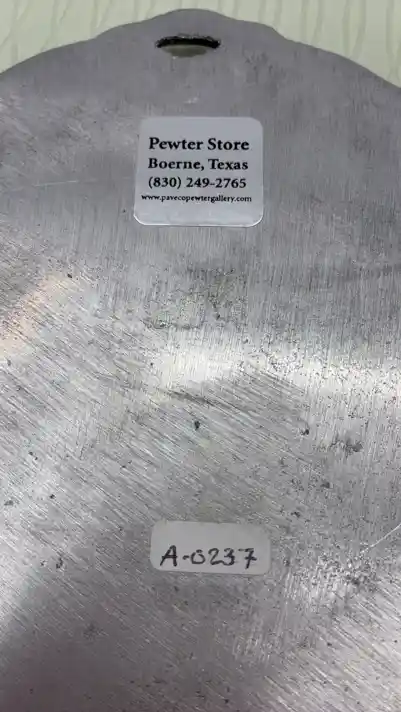 Pewter Store
Boerne, Texas
(830) 249-2765
www.pavecopewtergallery.com
A-0237